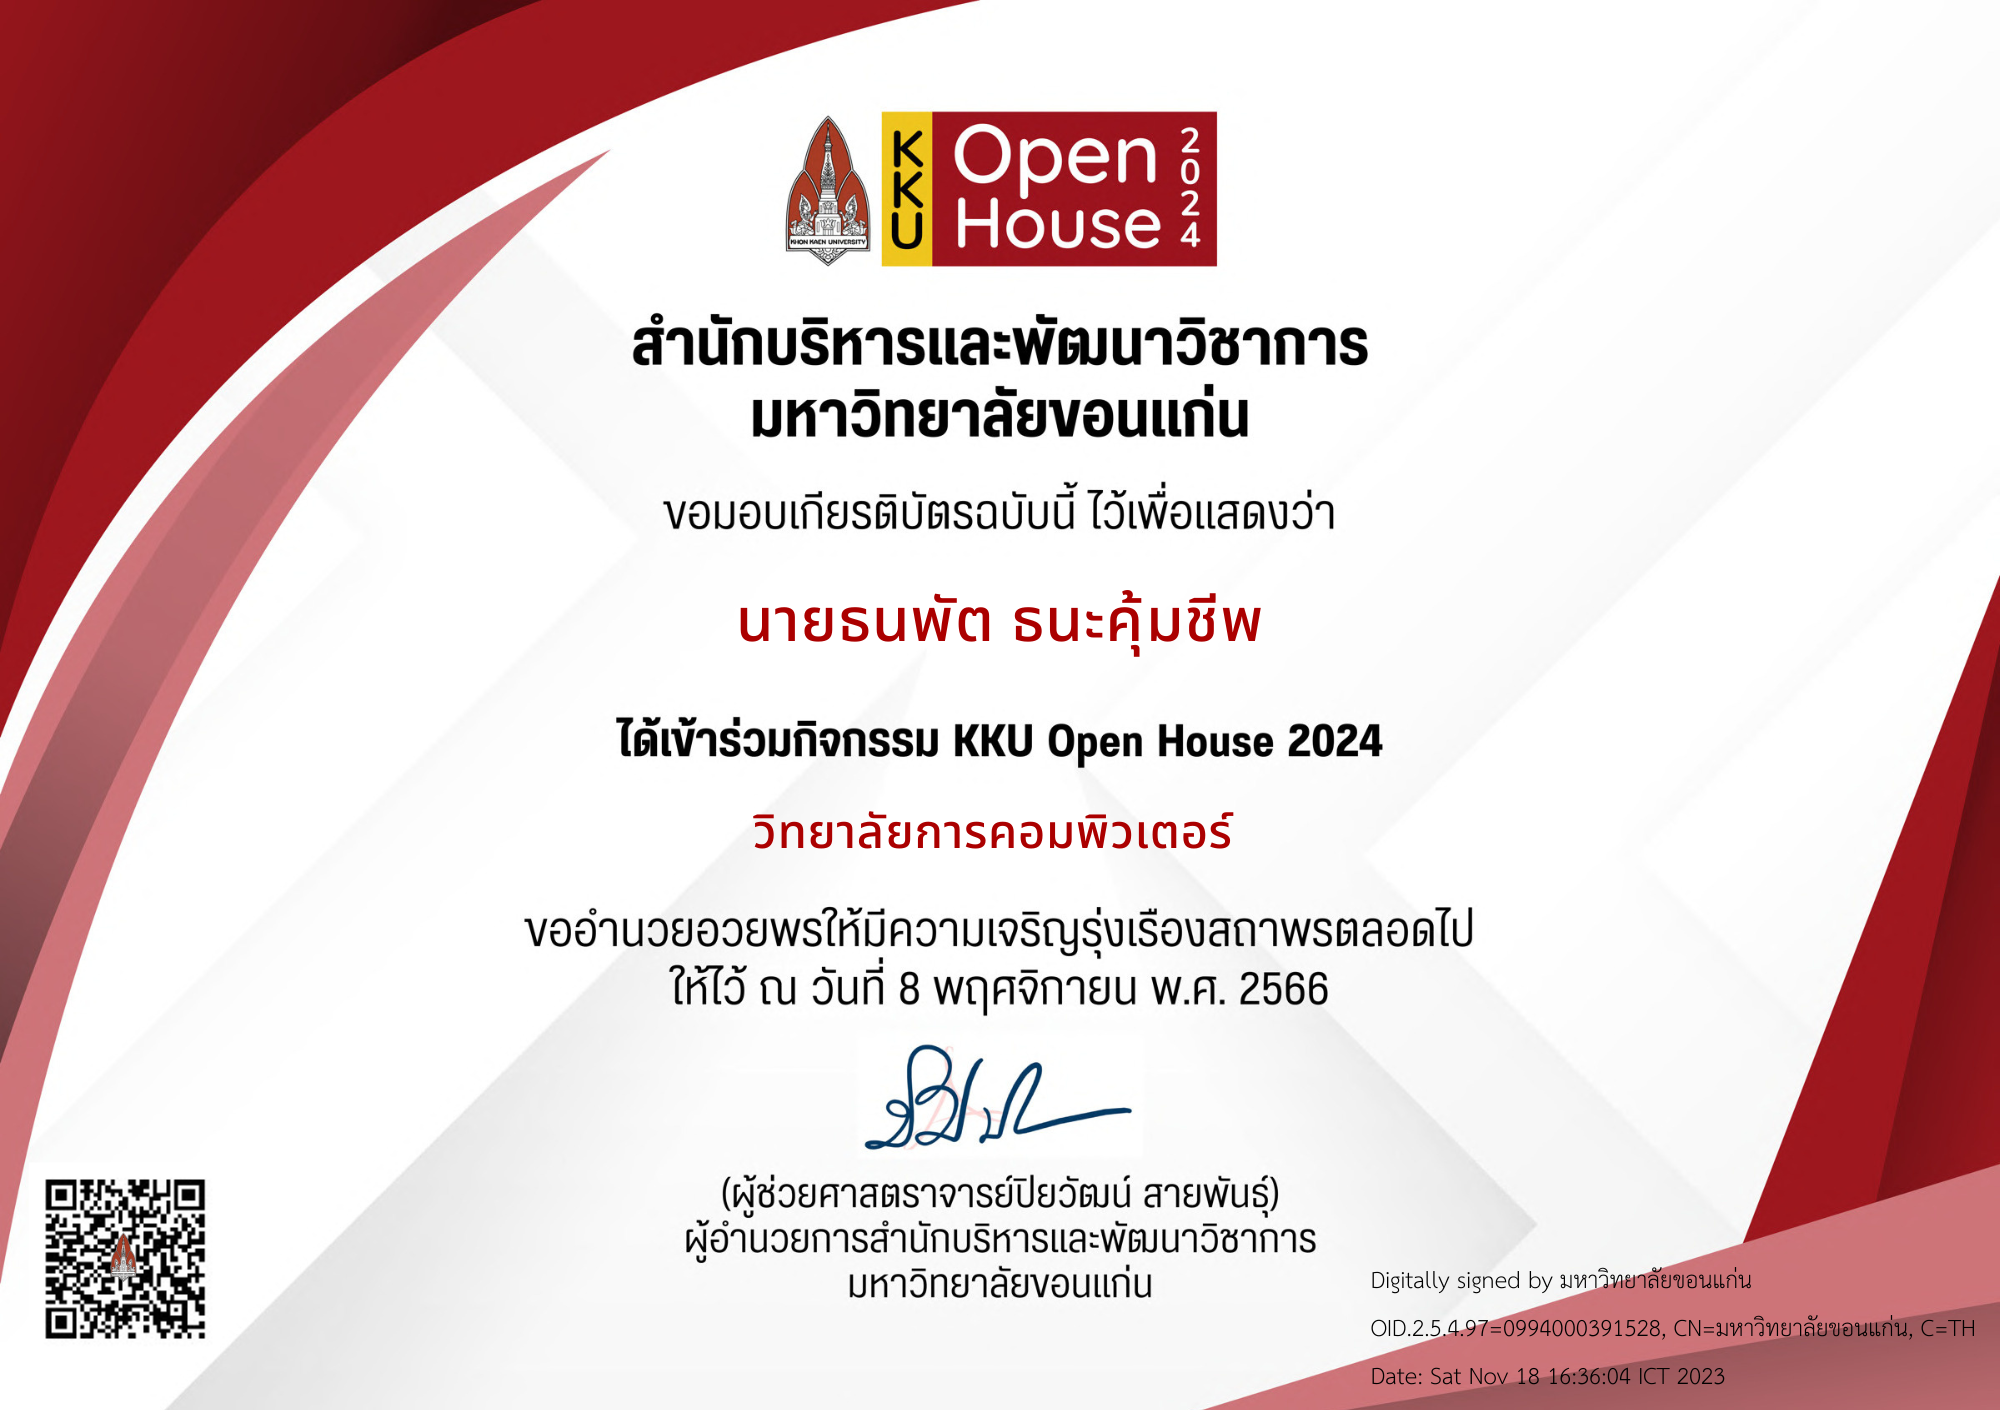 KHON KAEN UNIVERSITY
KKU
Open
House
2024
สำนักบริหารและพัฒนาวิชาการ
มหาวิทยาลัยขอนแก่น
ขอมอบเกียรติบัตรฉบับนี้ ไว้เพื่อแสดงว่า
นายธนพัต ธนะคุ้มชีพ
ได้เข้าร่วมกิจกรรม KKU Open House 2024
วิทยาลัยการคอมพิวเตอร์
ขออำนวยอวยพรให้มีความเจริญรุ่งเรืองสถาพรตลอดไป
ให้ไว้ ณ วันที่ 8 พฤศจิกายน พ.ศ. 2566
(ผู้ช่วยศาสตราจารย์ปิยวัฒน์ สายพันธุ์)
ผู้อำนวยการสำนักบริหารและพัฒนาวิชาการ
มหาวิทยาลัยขอนแก่น
Digitally signed by มหาวิทยาลัยขอนแก่น
OID.2.5.4.97=0994000391528, CN=มหาวิทยาลัยขอนแก่น, C=TH
Date: Sat Nov 18 16:36:04 ICT 2023